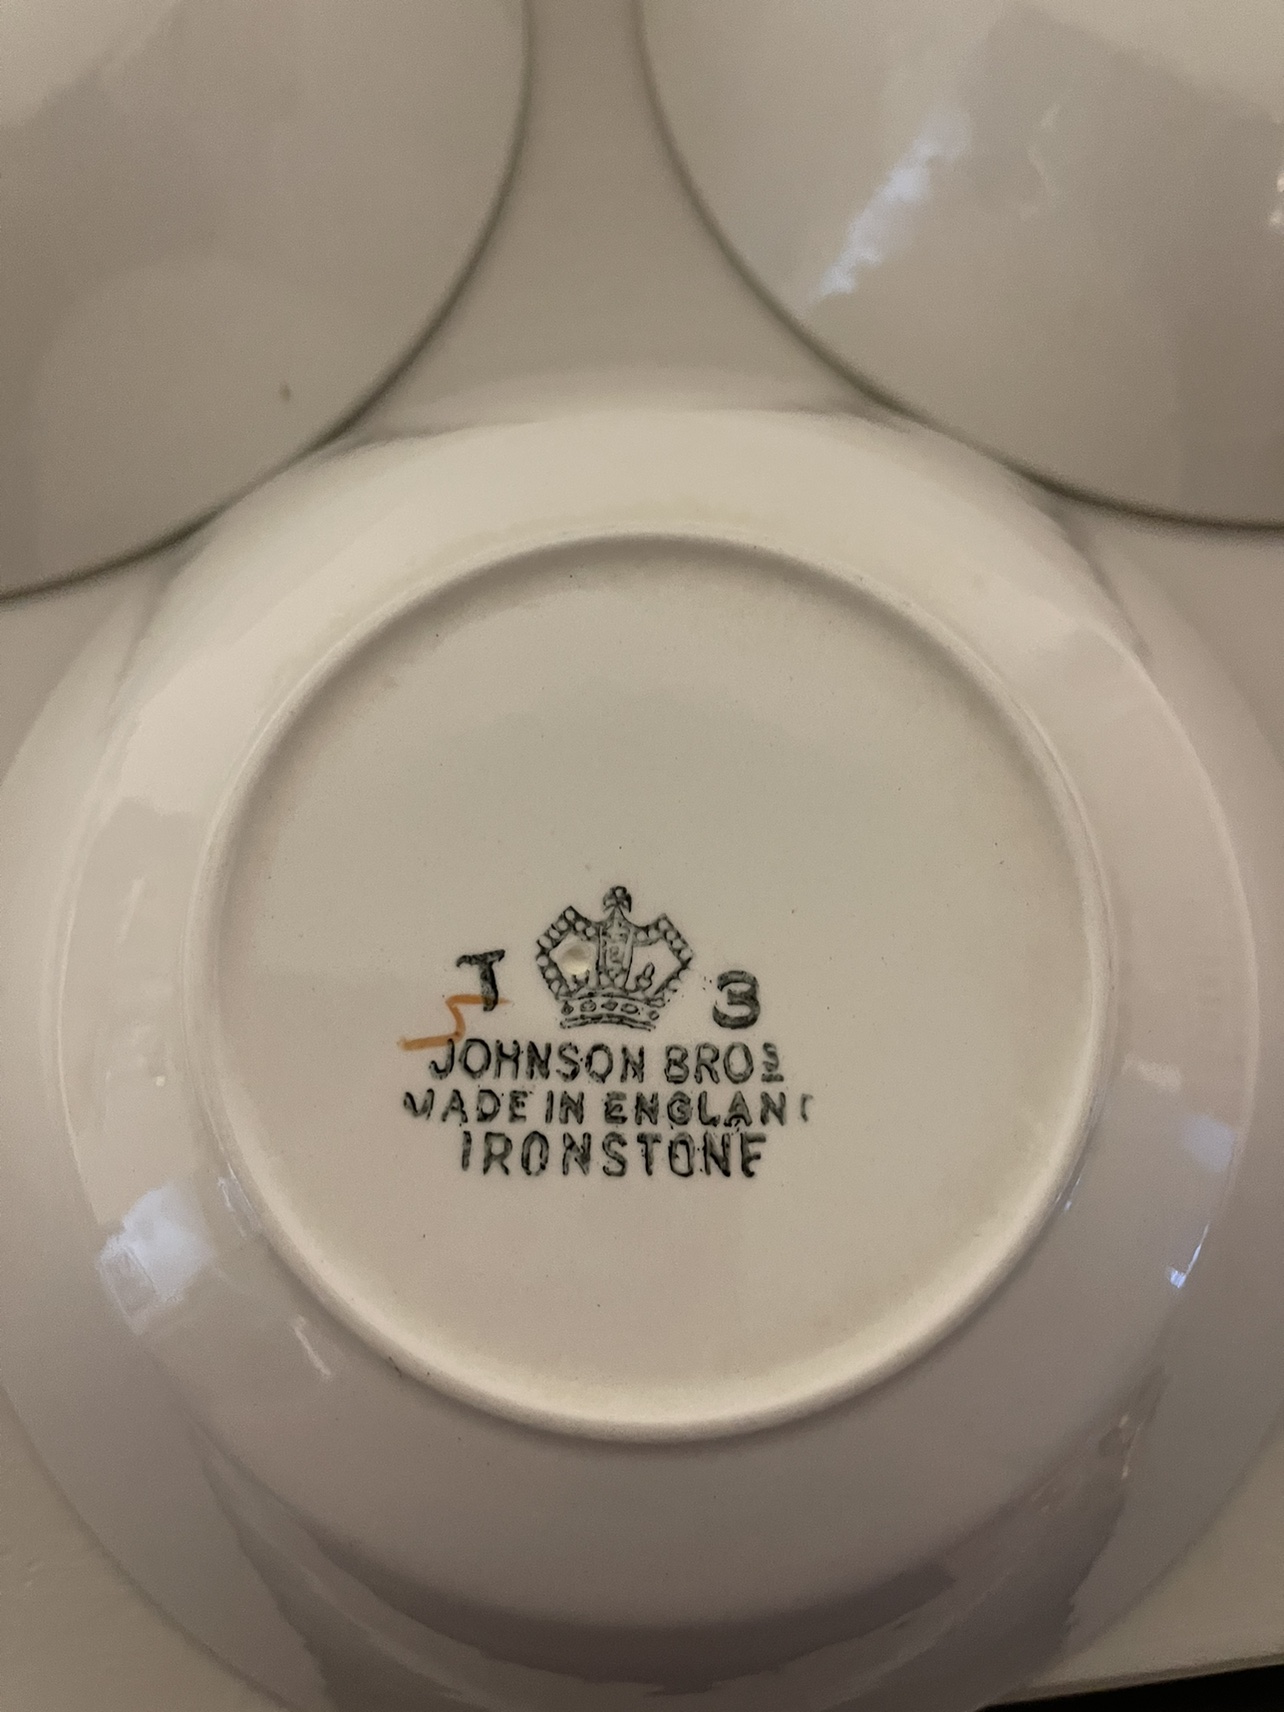 T 3
JOHNSON BROS
MADE IN ENGLAND
IRONSTONE